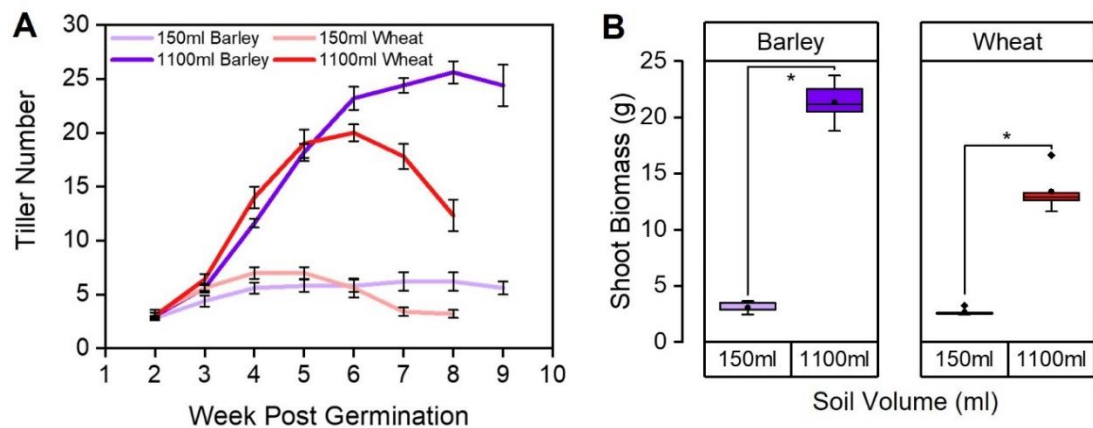 A
Tiller Number
30
25
20
15
10
5
0
150ml Barley 150ml Wheat
1100ml Barley 1100ml Wheat
1 2 3 4 5 6 7 8 9 10
Week Post Germination
B
Shoot Biomass (g)
25
20
15
10
5
0
Barley Wheat
* *
150ml 1100ml 150ml 1100ml
Soil Volume (ml)